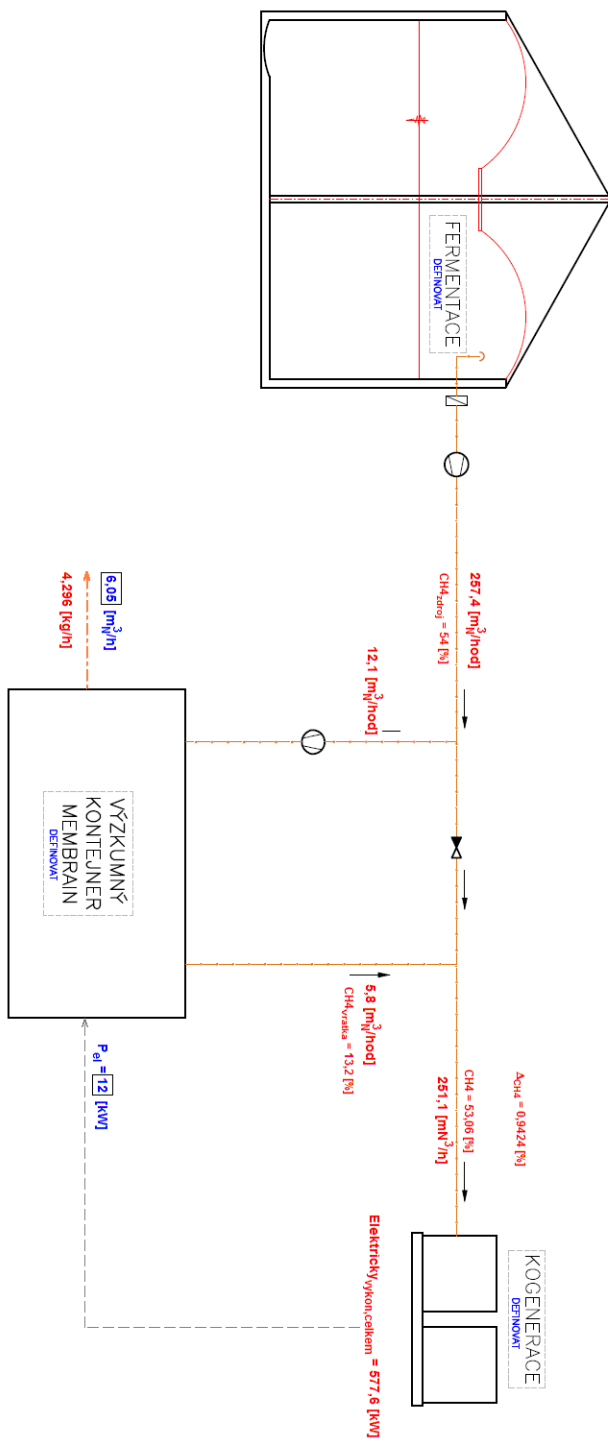 FERMENTACE
DEFINOVAT
257,4 [m³N/hod]
CH4zdroj = 54 [%]
12,1 [m³N/hod]
6,05 [m³N/h]
4,296 [kg/h]
VÝZKUMNÝ
KONTEJNER
MEMBRAIN
DEFINOVAT
5,8 [m³N/hod]
CH4vratka = 13,2 [%]
Pel = 12 [kW]
ΔCH4 = 0,9424 [%]
CH4 = 53,06 [%]
251,1 [mN³/h]
KOGENERACE
DEFINOVAT
Elektrickývykon,celkem = 577,6 [kW]